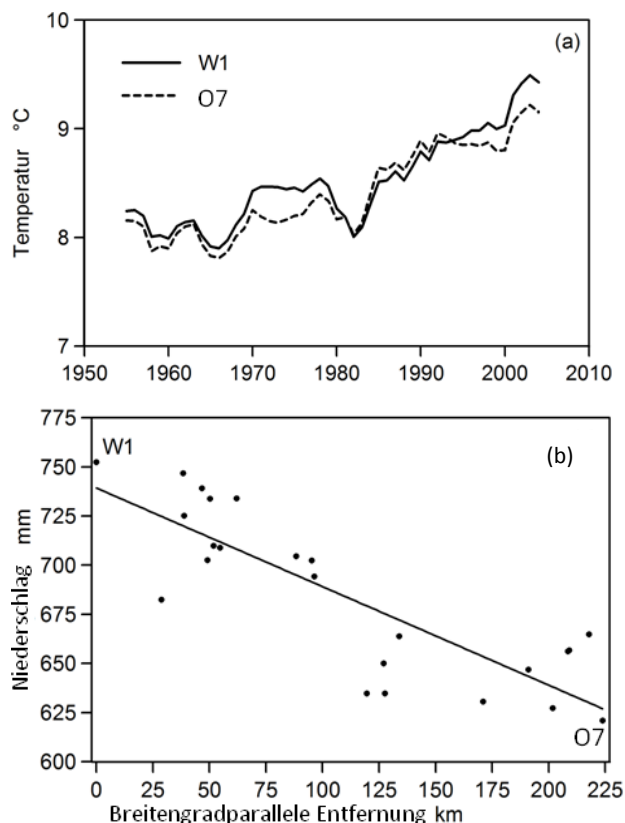 (a)
W1
O7
Temperatur °C
10
9
8
7
1950 1960 1970 1980 1990 2000 2010
(b)
W1
O7
Niederschlag mm
775
750
725
700
675
650
625
600
0 25 50 75 100 125 150 175 200 225
Breitengradparallele Entfernung km